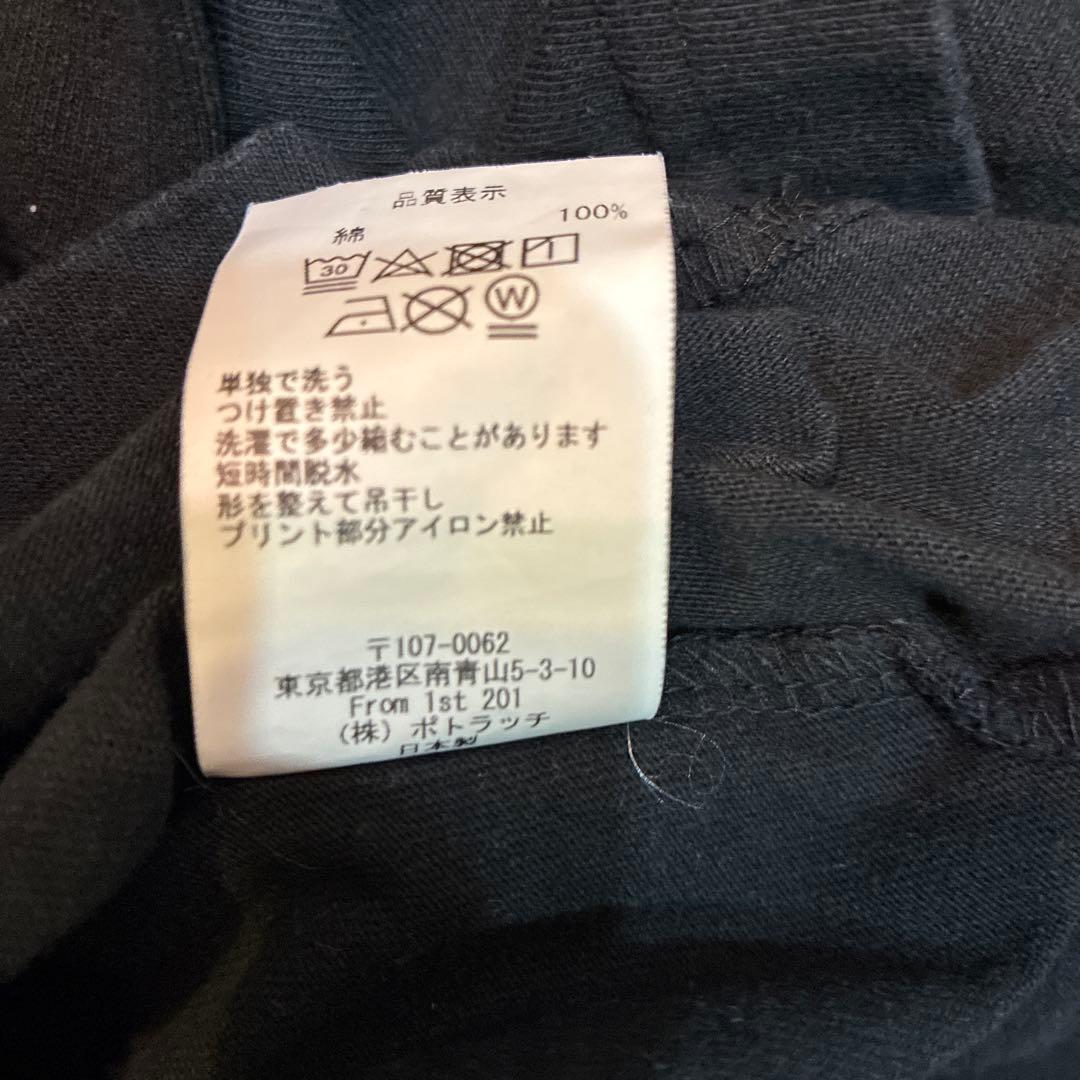 品質表示
綿 100%
30
W
単独で洗う
つけ置き禁止
洗濯で多少縮むことがあります
短時間脱水
形を整えて吊干し
プリント部分アイロン禁止
〒107-0062
東京都港区南青山5-3-10
From 1st 201
(株) ポトラッチ
日本製